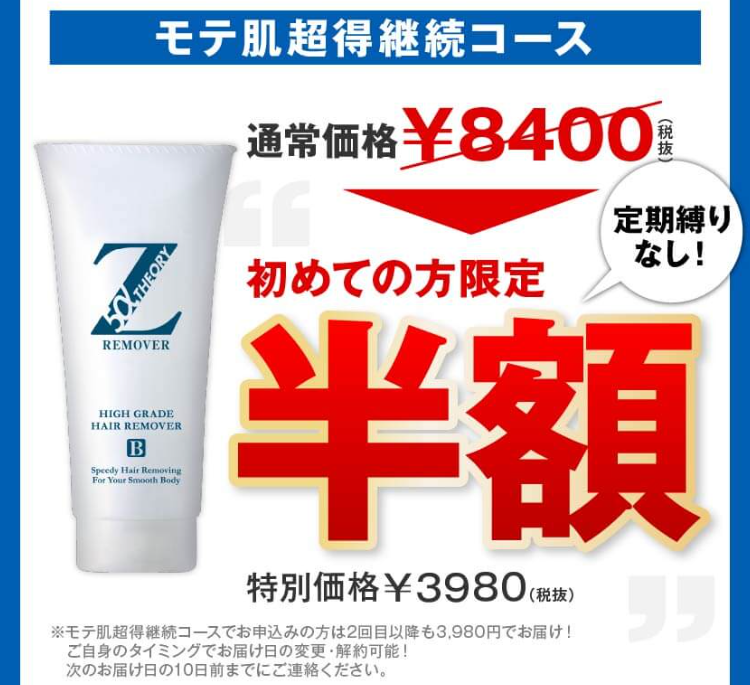 モテ肌超得継続コース
通常価格¥8400(税抜)
定期縛り
なし!
初めての方限定
半額
Z
5α THEORY
REMOVER
HIGH GRADE
HAIR REMOVER
B
Speedy Hair Removing
For Your Smooth Body
特別価格¥3980(税抜)
※モテ肌超得継続コースでお申込みの方は2回目以降も3,980円でお届け!
ご自身のタイミングでお届け日の変更・解約可能!
次のお届け日の10日前までにご連絡ください。